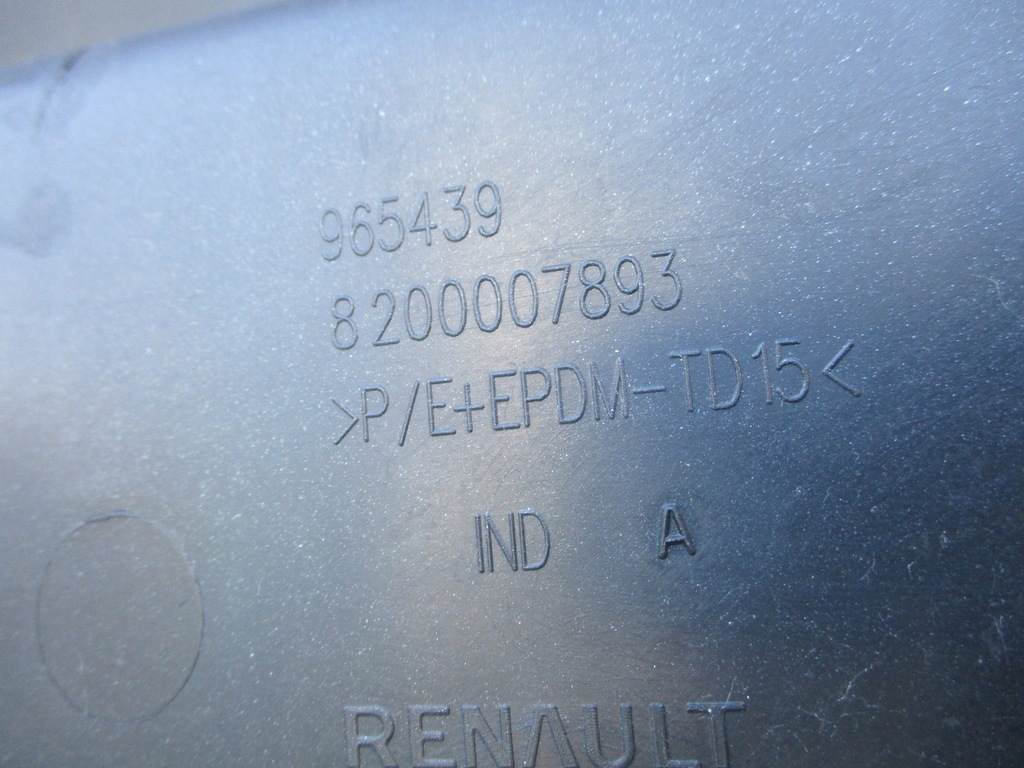 965439
8200007893
>P/E+EPDM-TD15<
IND A
RENAULT